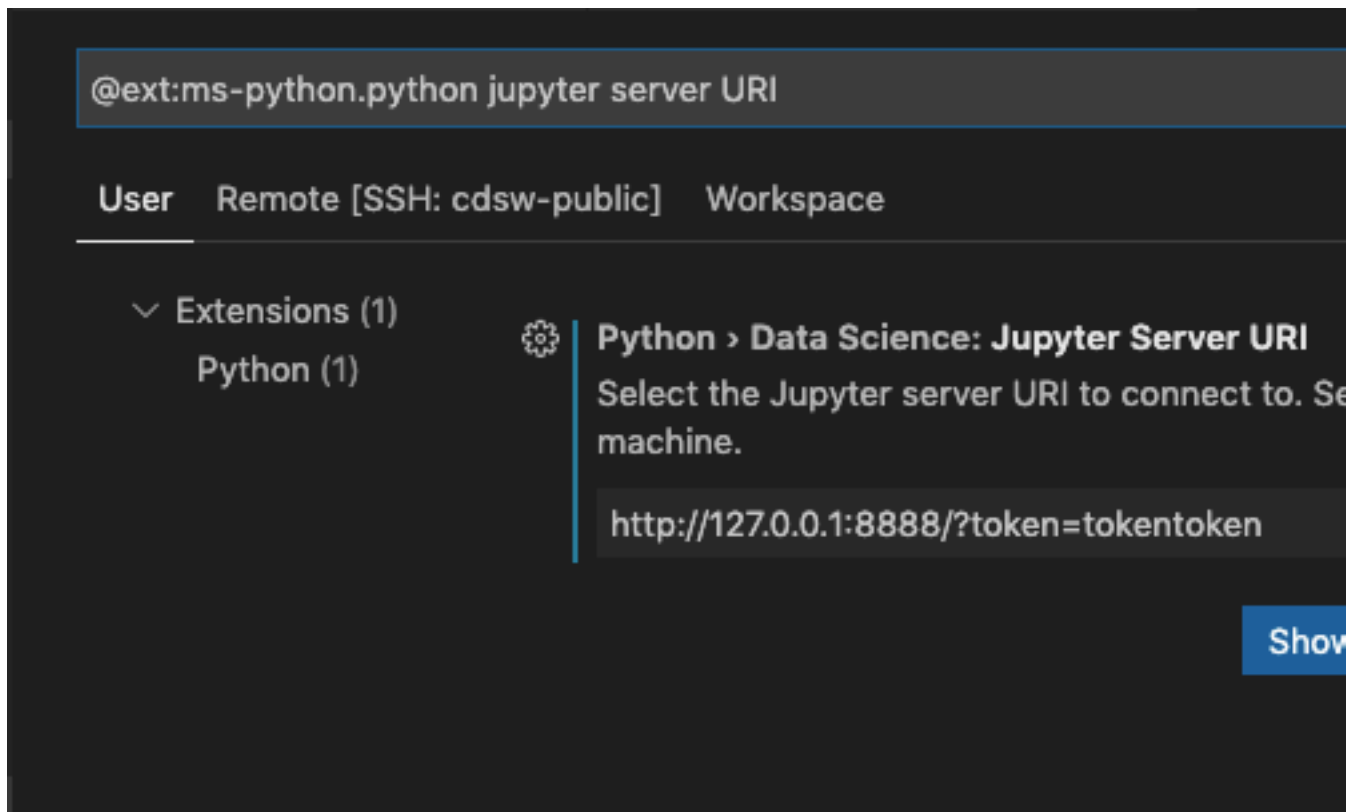 @ext:ms-python.python jupyter server URI
User Remote [SSH: cdsw-public] Workspace
Extensions (1)
Python (1)
Python › Data Science: Jupyter Server URI
Select the Jupyter server URI to connect to.
machine.
http://127.0.0.1:8888/?token=tokentoken
Show